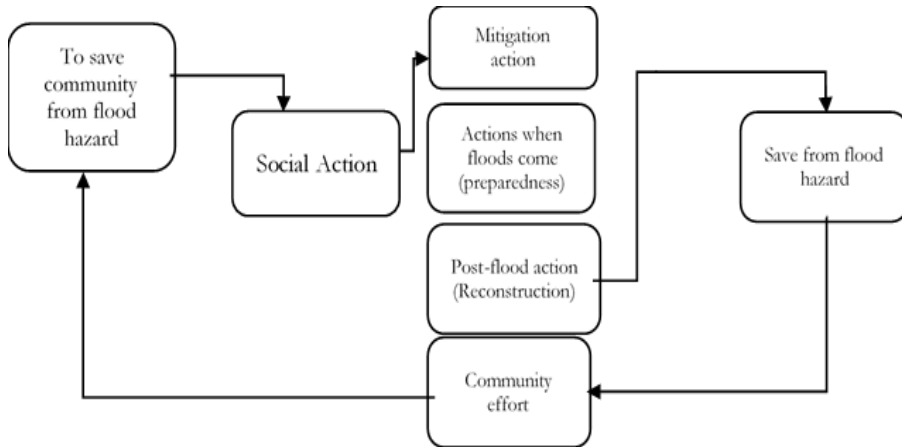 To save
community
from flood
hazard
Social Action
Mitigation
action
Actions when
floods come
(preparedness)
Post-flood action
(Reconstruction)
Community
effort
Save from flood
hazard